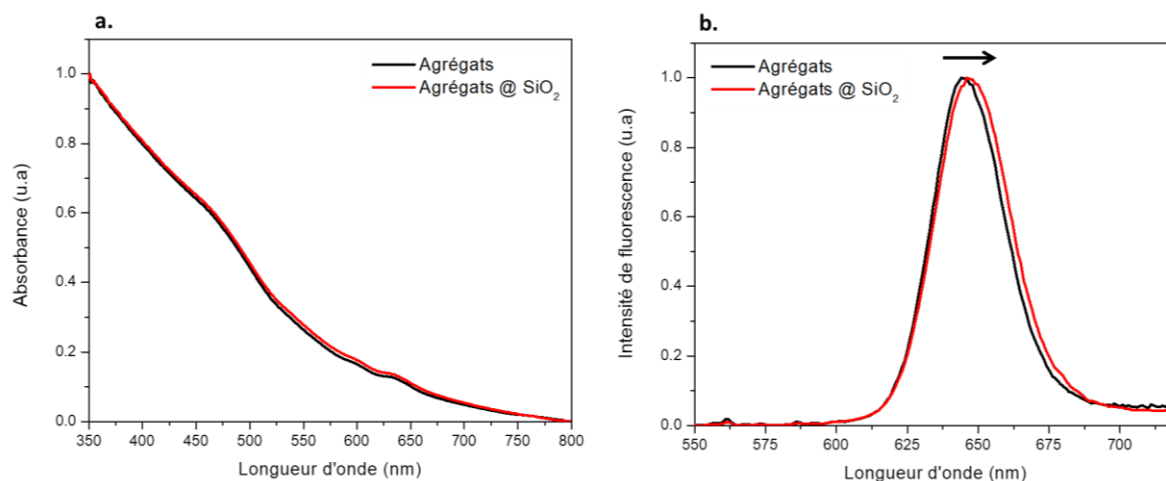 a.
Agrégats
Agrégats @ SiO₂
Absorbance (u.a)
1.0
0.8
0.6
0.4
0.2
0.0
350 400 450 500 550 600 650 700 750 800
Longueur d'onde (nm)
b.
Agrégats
Agrégats @ SiO₂
Intensité de fluorescence (u.a)
1.0
0.8
0.6
0.4
0.2
0.0
550 575 600 625 650 675 700
Longueur d'onde (nm)